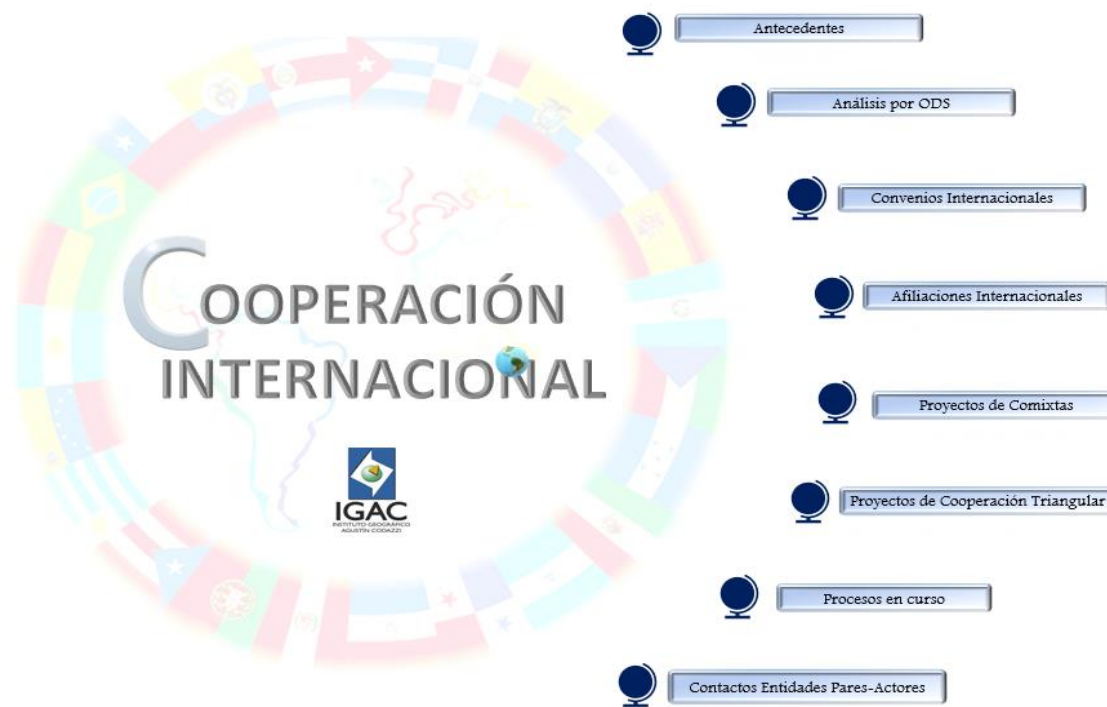 COOPERACIÓN
INTERNACIONAL
IGAC
INSTITUTO GEOGRÁFICO
AGUSTÍN CODAZZI
Antecedentes
Análisis por ODS
Convenios Internacionales
Afiliaciones Internacionales
Proyectos de Comixtas
Proyectos de Cooperación Triangular
Procesos en curso
Contactos Entidades Pares-Actores